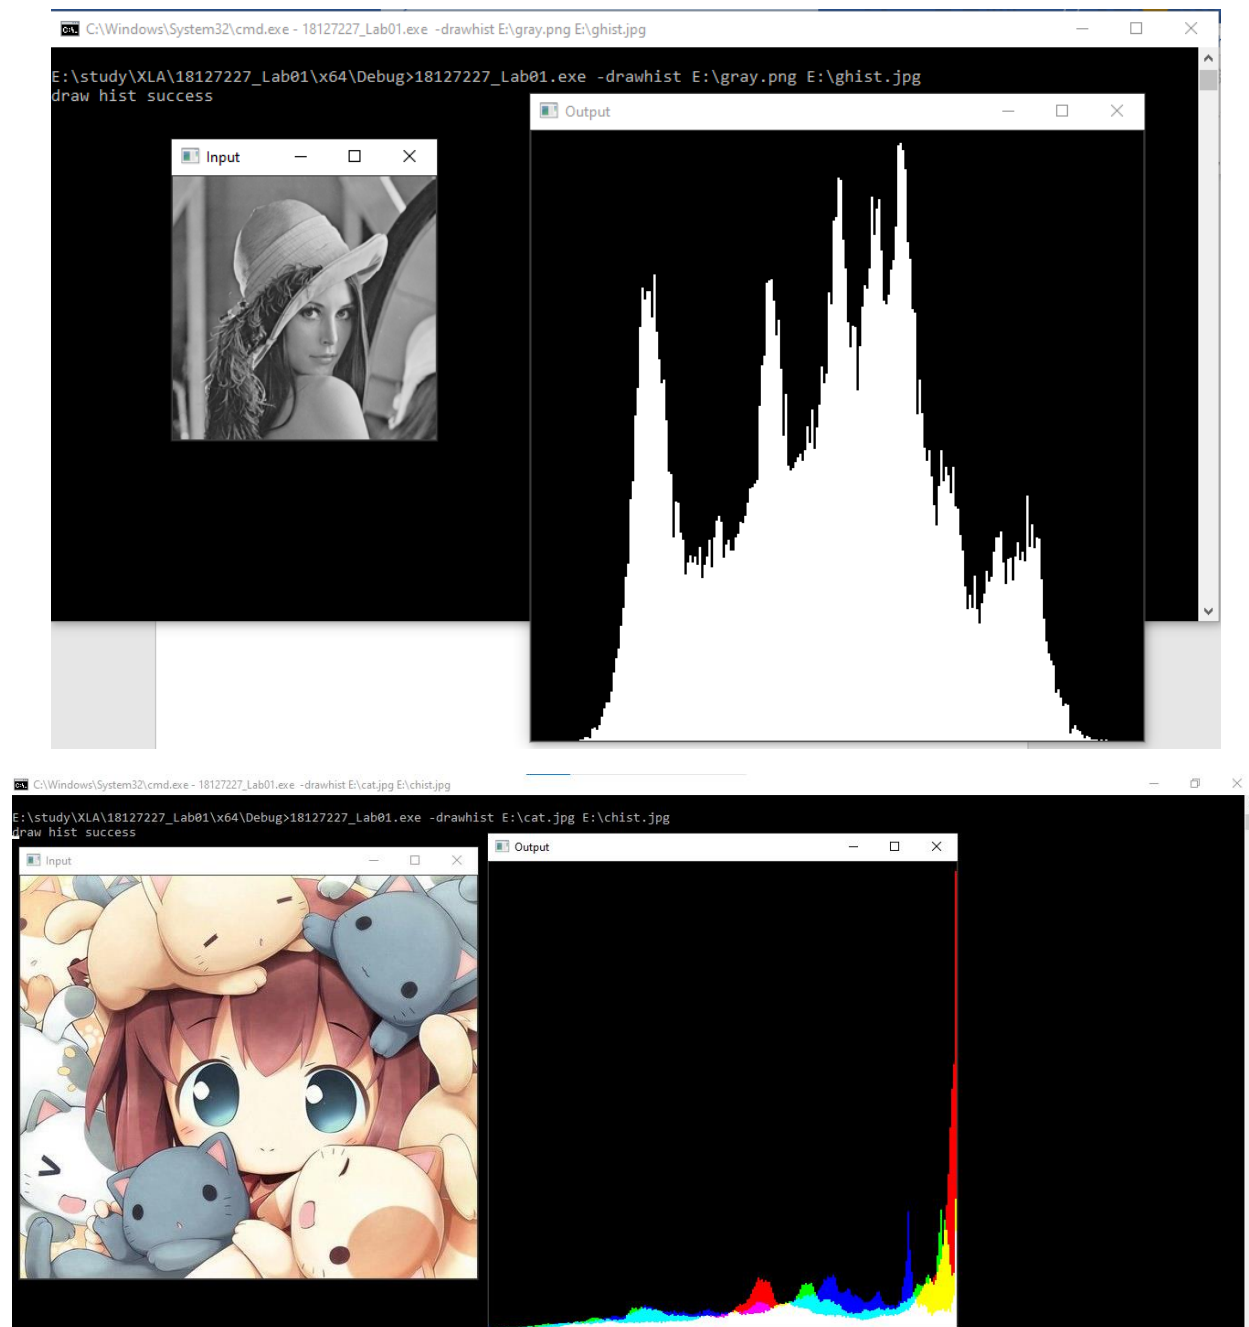 C:\Windows\System32\cmd.exe - 18127227_Lab01.exe -drawhist E:\gray.png E:\ghist.jpg
E:\study\XLA\18127227_Lab01\x64\Debug>18127227_Lab01.exe -drawhist E:\gray.png E:\ghist.jpg
draw hist success
Output
Input
C:\Windows\System32\cmd.exe - 18127227_Lab01.exe -drawhist E:\cat.jpg E:\chist.jpg
E:\study\XLA\18127227_Lab01\x64\Debug>18127227_Lab01.exe -drawhist E:\cat.jpg E:\chist.jpg
draw hist success
Input
Output